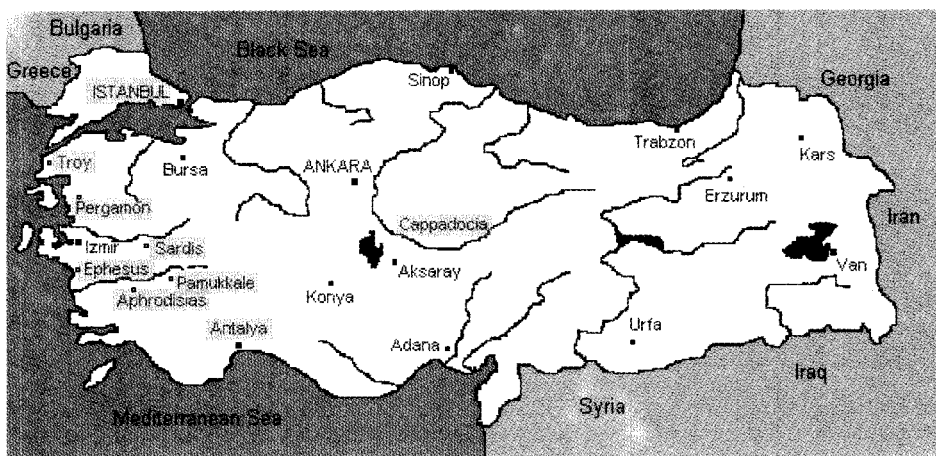 Bulgaria
Black Sea
Greece
Sinop
Georgia
ISTANBUL
Trabzon
Kars
Troy
Bursa
ANKARA
Erzurum
Pergamon
Cappadocia
Iran
Izmir
Sardis
Ephesus
Aksaray
Van
Pamukkale
Aphrodisias
Konya
Antalya
Urfa
Adana
Iraq
Mediterranean Sea
Syria